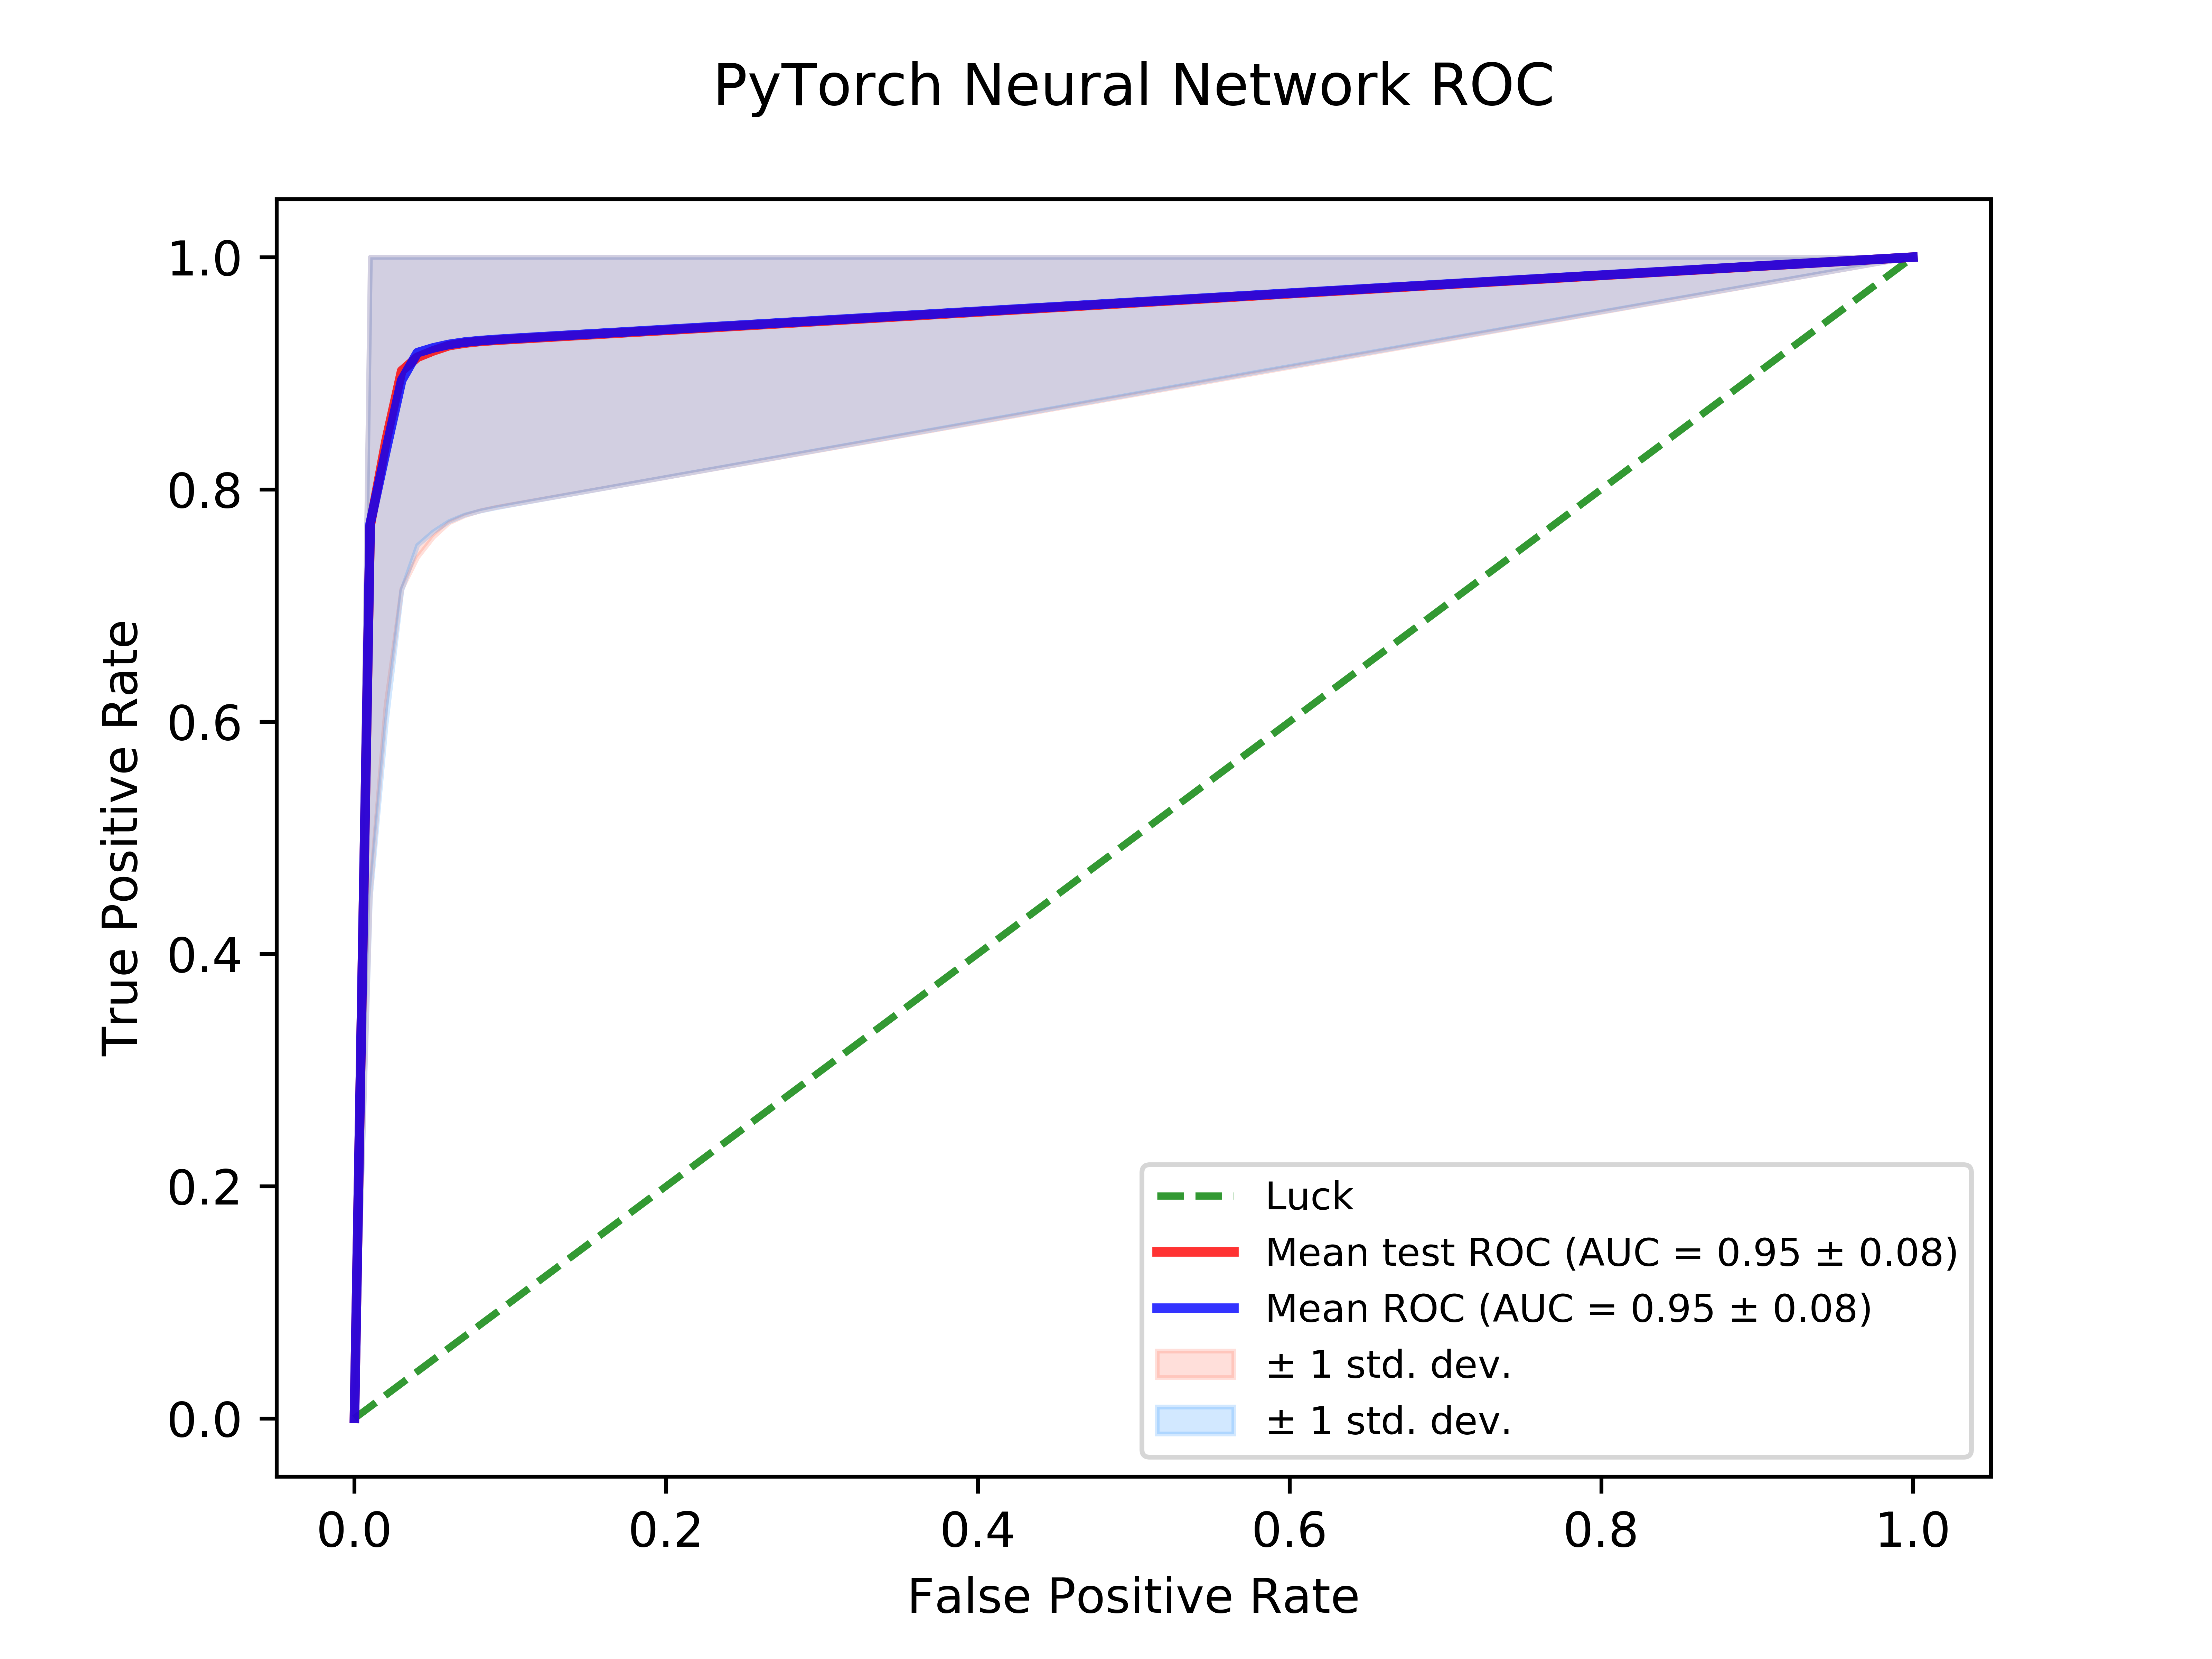 PyTorch Neural Network ROC
True Positive Rate
1.0
0.8
0.6
0.4
0.2
0.0
Luck
Mean test ROC (AUC = 0.95 ± 0.08)
Mean ROC (AUC = 0.95 ± 0.08)
± 1 std. dev.
± 1 std. dev.
0.0 0.2 0.4 0.6 0.8 1.0
False Positive Rate